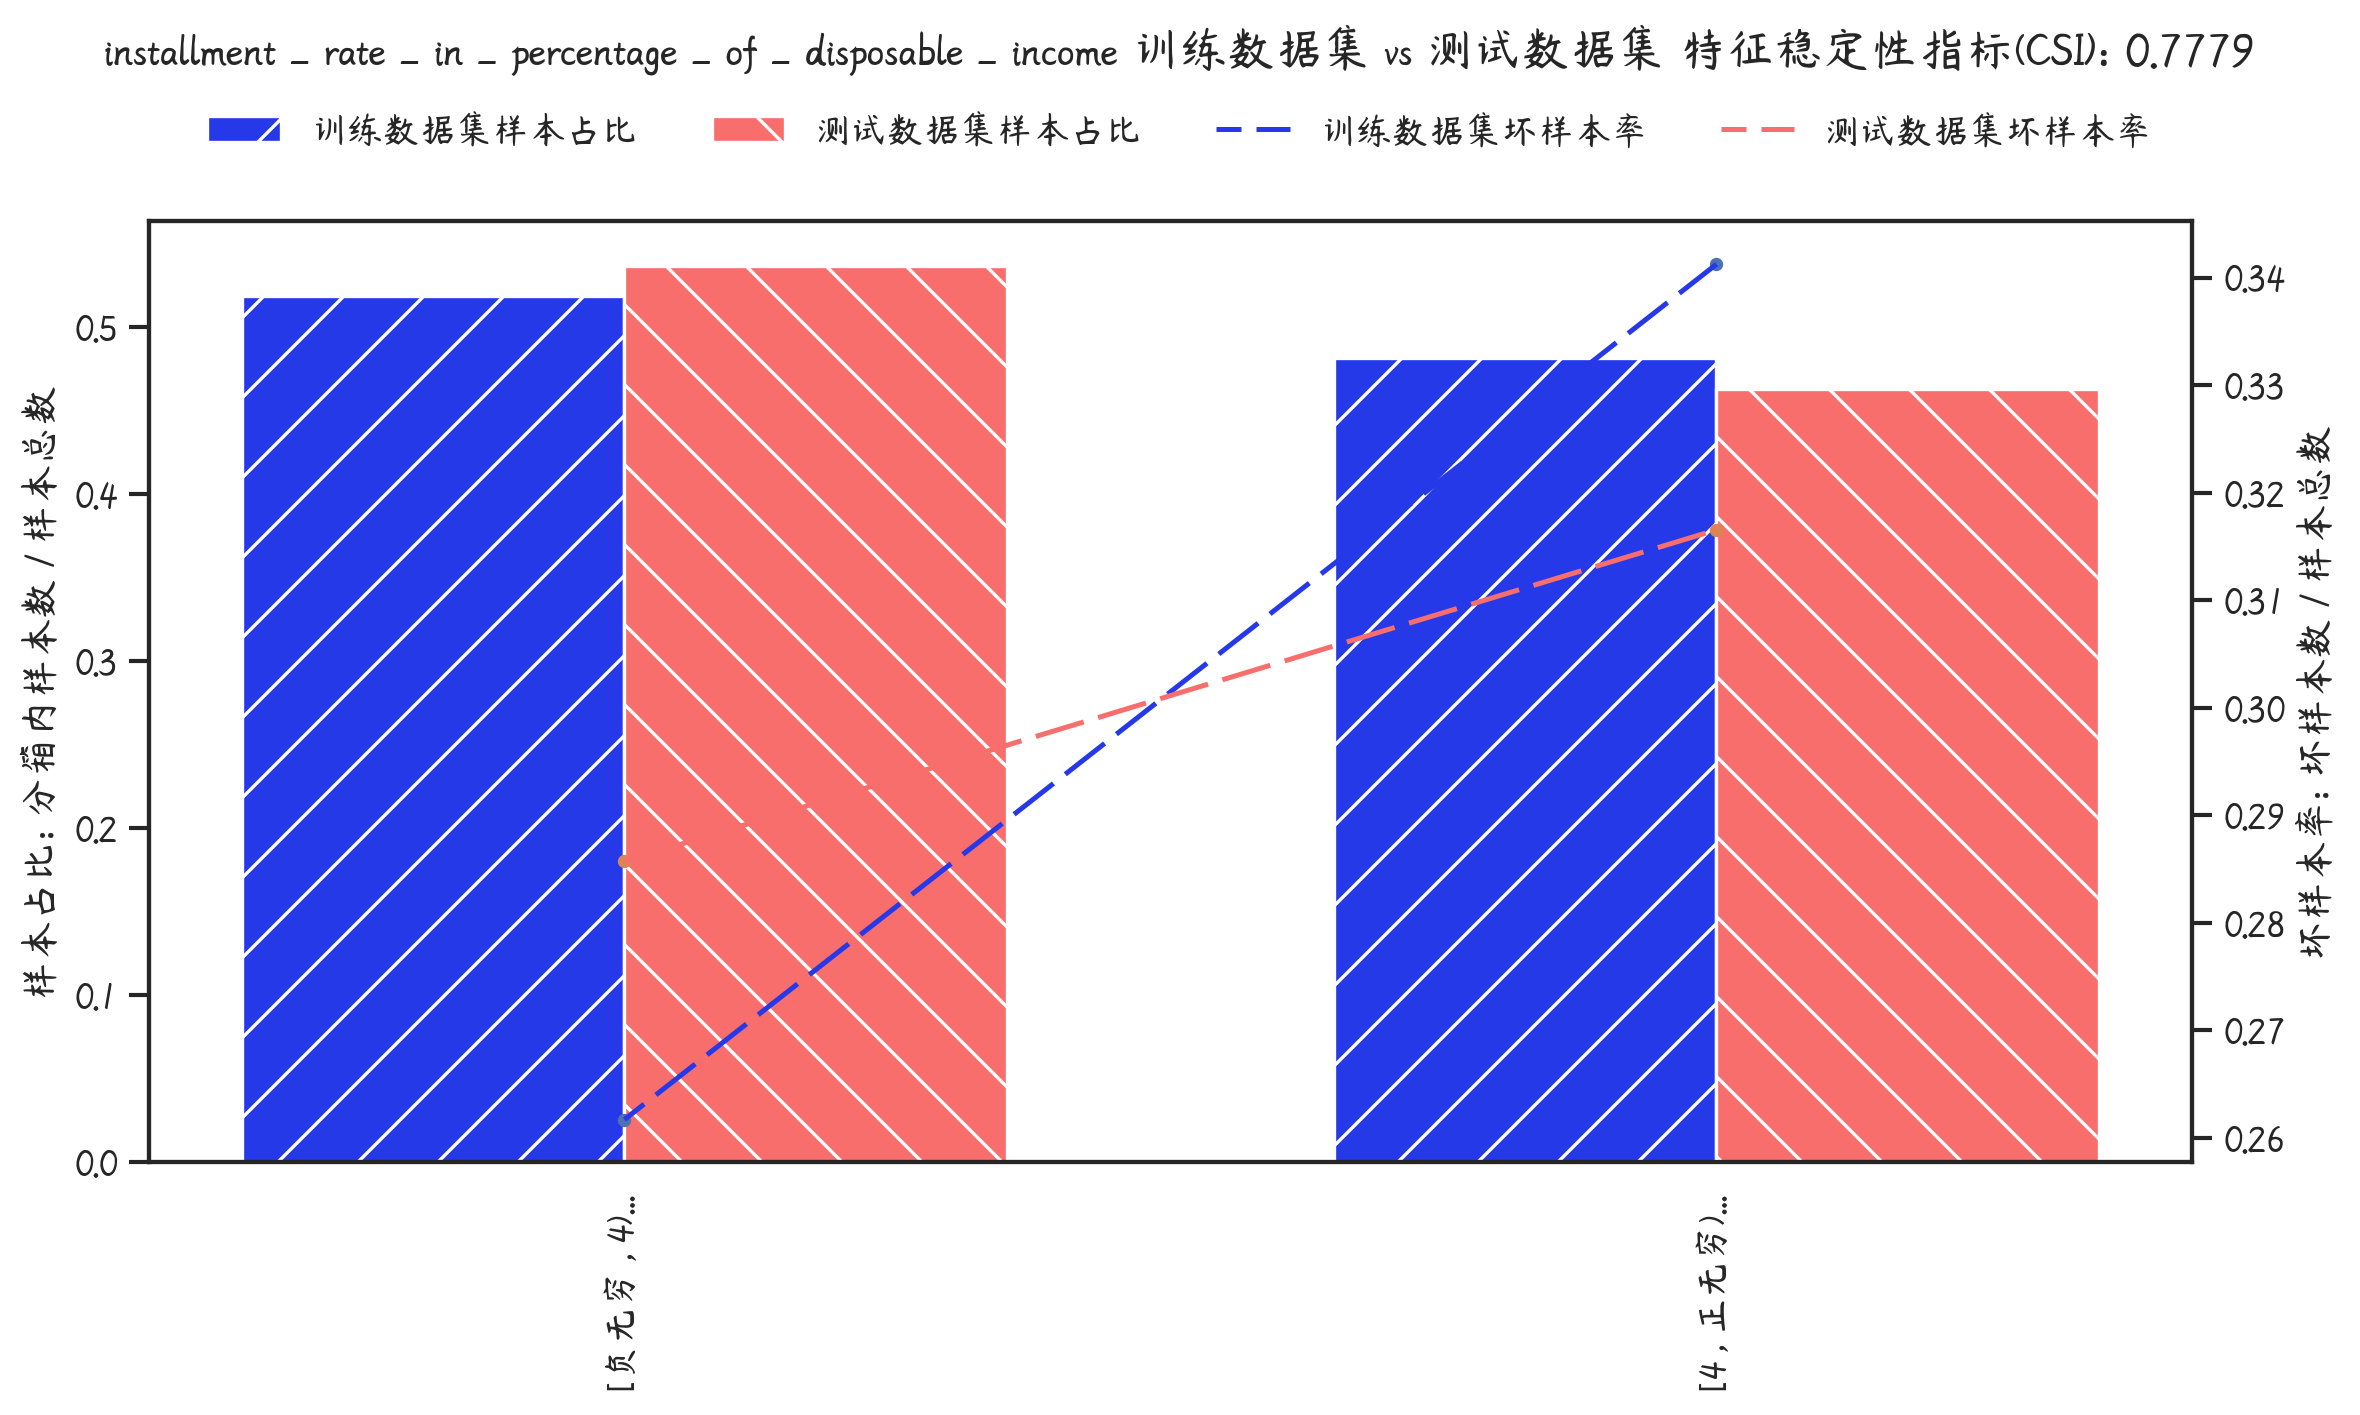 installment _ rate _ in _ percentage _ of _ disposable _ income 训练数据集 vs 测试数据集 特征稳定性指标(CSI): 0.7779
训练数据集样本占比 测试数据集样本占比 训练数据集坏样本率 测试数据集坏样本率
样本占比: 分箱内样本数 / 样本总数
0.5
0.4
0.3
0.2
0.1
0.0
0.34
0.33
0.32
0.31
0.30
0.29
0.28
0.27
0.26
坏样本率: 坏样本数 / 样本总数
[负无穷 , 4)...
[4 , 正无穷)...